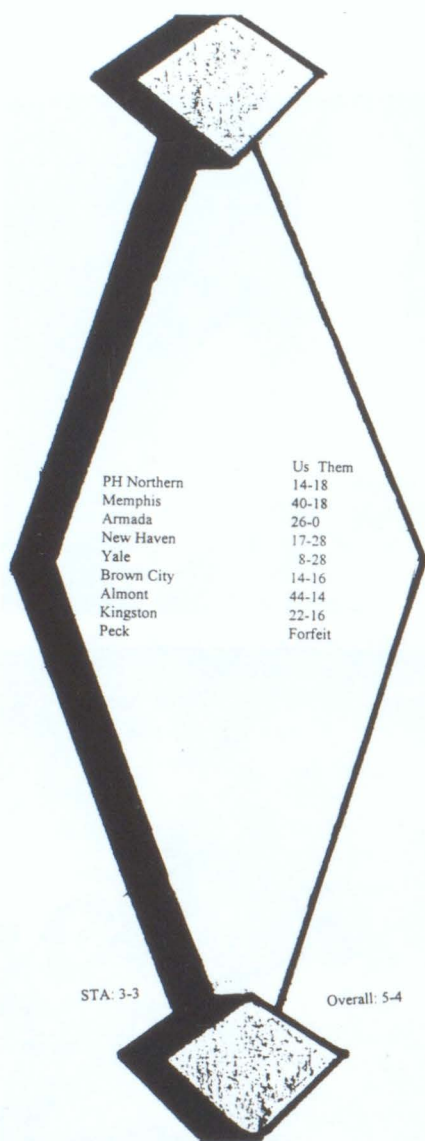 Us Them
PH Northern 14-18
Memphis 40-18
Armada 26-0
New Haven 17-28
Yale 8-28
Brown City 14-16
Almont 44-14
Kingston 22-16
Peck Forfeit
STA: 3-3 Overall: 5-4